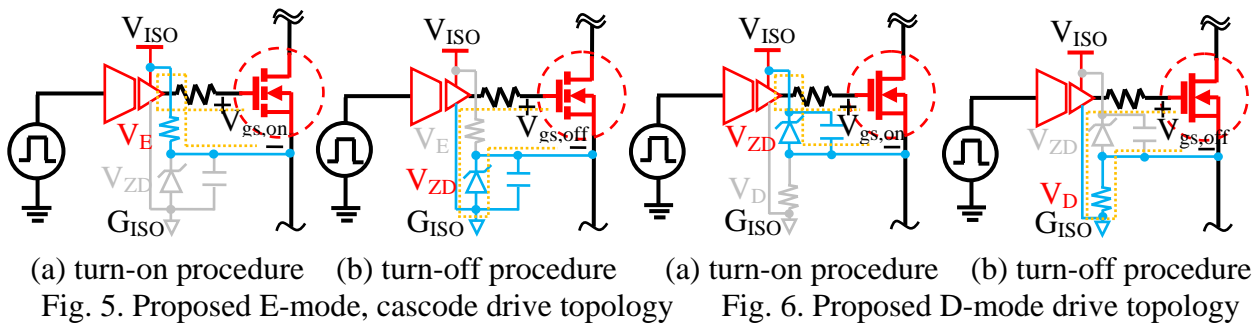 V_ISO
V_E
V_gs,on
+
−
V_ZD
G_ISO
V_ISO
V_E
V_gs,off
+
−
V_ZD
G_ISO
V_ISO
V_ZD
V_gs,on
+
−
V_D
G_ISO
V_ISO
V_ZD
V_gs,off
+
−
V_D
G_ISO
(a) turn-on procedure (b) turn-off procedure
Fig. 5. Proposed E-mode, cascode drive topology
(a) turn-on procedure (b) turn-off procedure
Fig. 6. Proposed D-mode drive topology